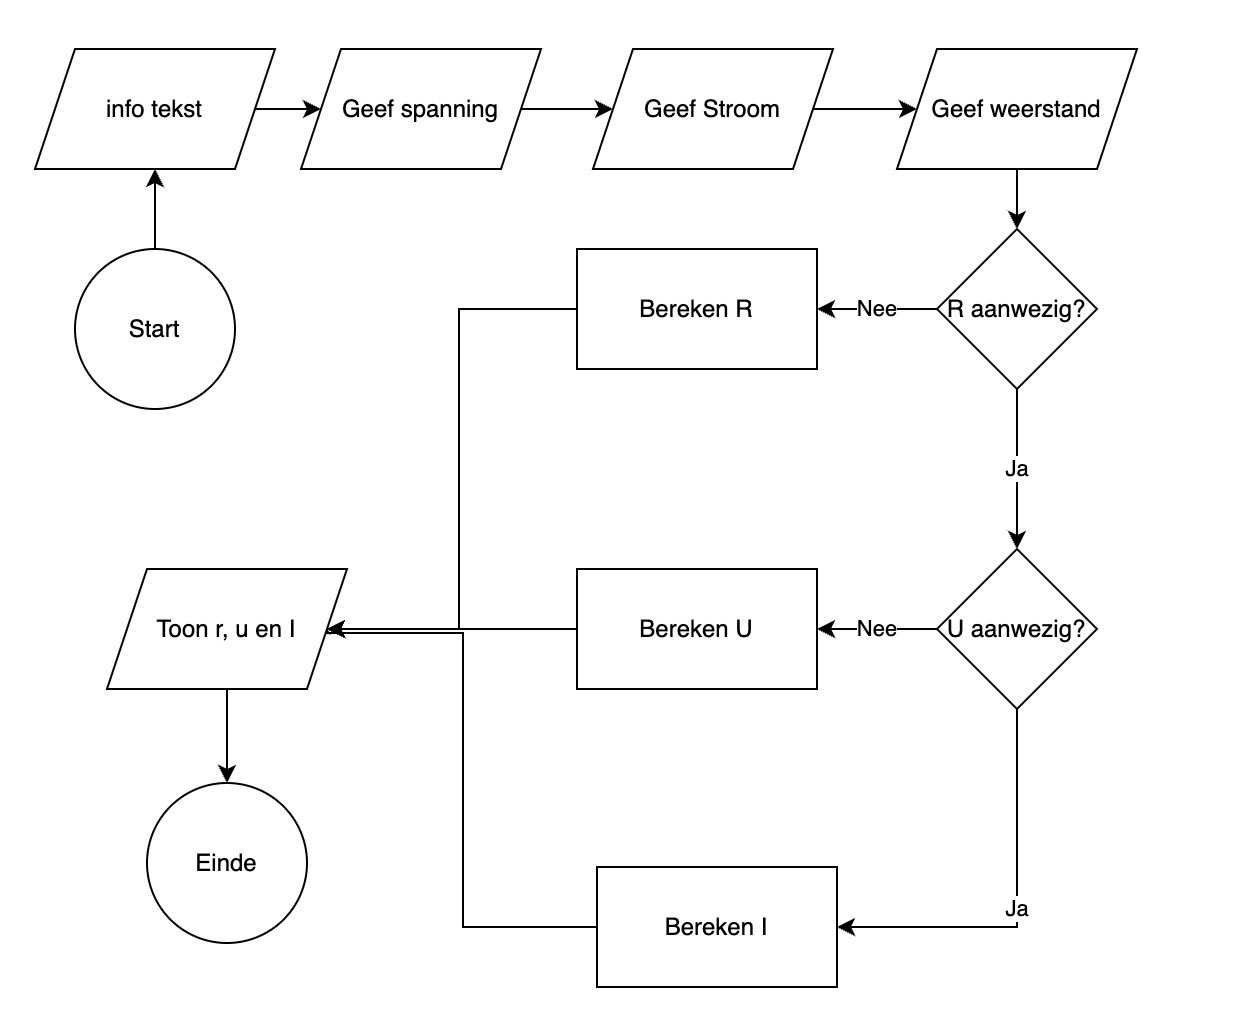 info tekst
Geef spanning
Geef Stroom
Geef weerstand
Start
Bereken R
Nee
R aanwezig?
Ja
Toon r, u en I
Bereken U
Nee
U aanwezig?
Einde
Ja
Bereken I